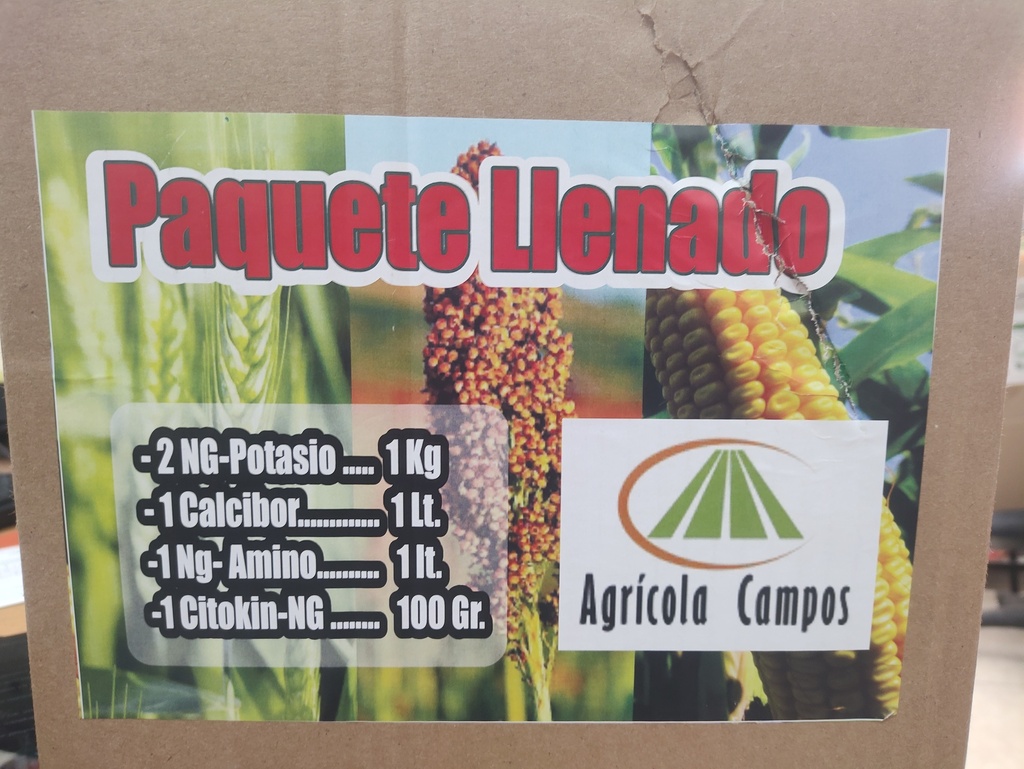 Paquete Llenado
- 2 NG-Potasio ..... 1 Kg
- 1 Calcibor.............. 1 Lt.
-1 Ng- Amino.......... 1 lt.
-1 Citokin-NG ........ 100 Gr.
Agrícola Campos